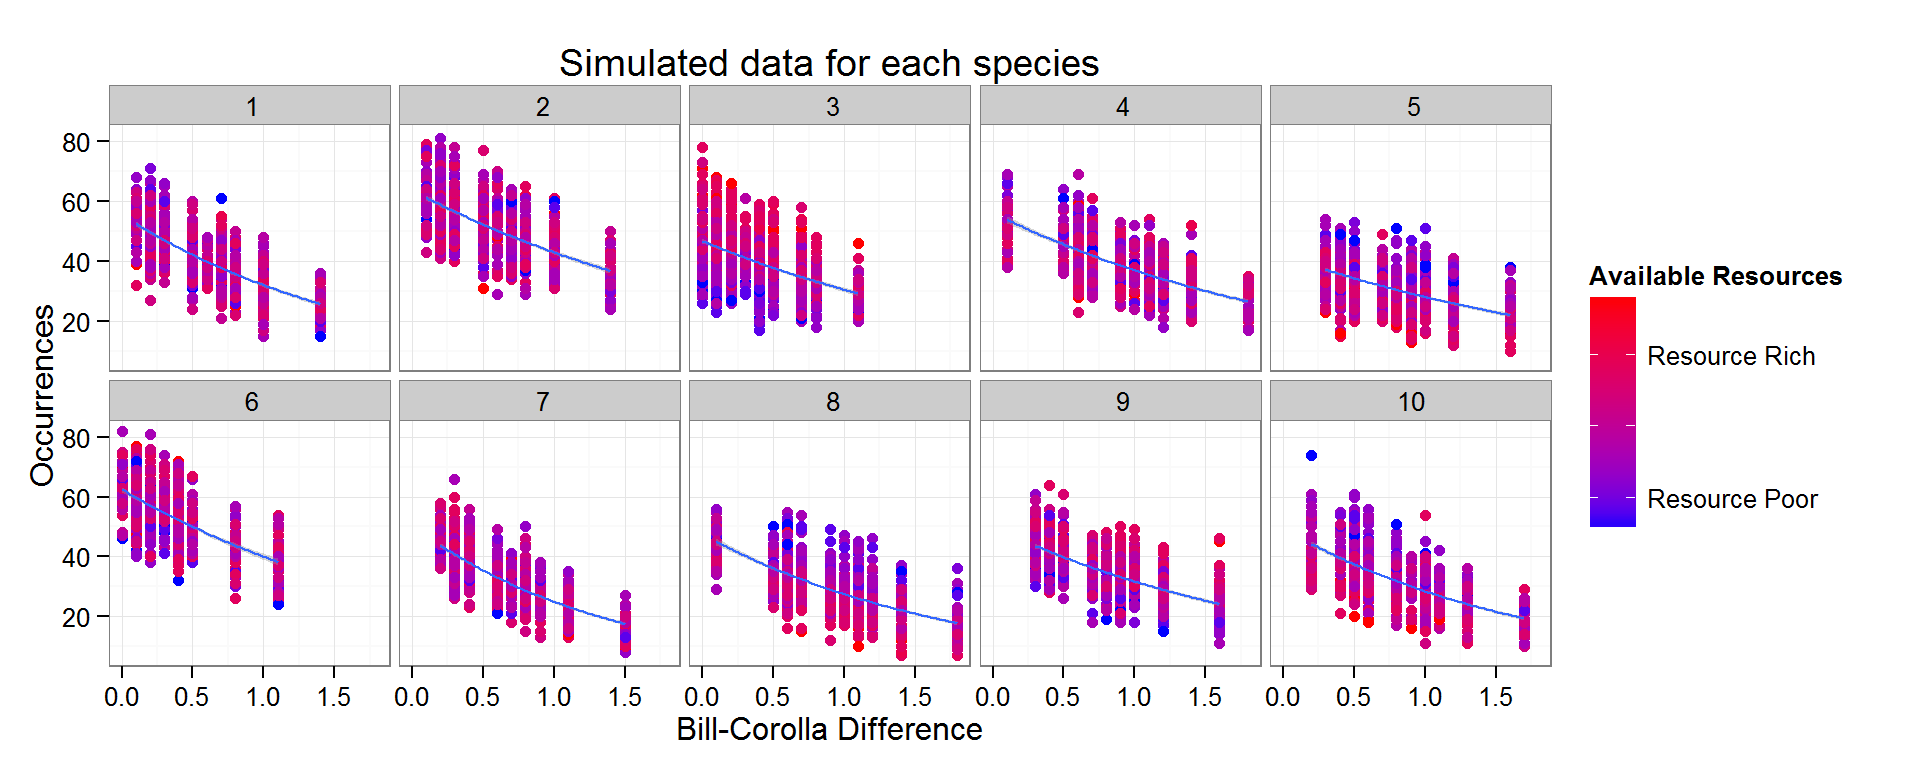 Simulated data for each species
1 2 3 4 5
80
60
40
20
6 7 8 9 10
80
60
40
20
0.0 0.5 1.0 1.5 0.0 0.5 1.0 1.5 0.0 0.5 1.0 1.5 0.0 0.5 1.0 1.5 0.0 0.5 1.0 1.5
Occurrences
Bill-Corolla Difference
Available Resources
Resource Rich
Resource Poor